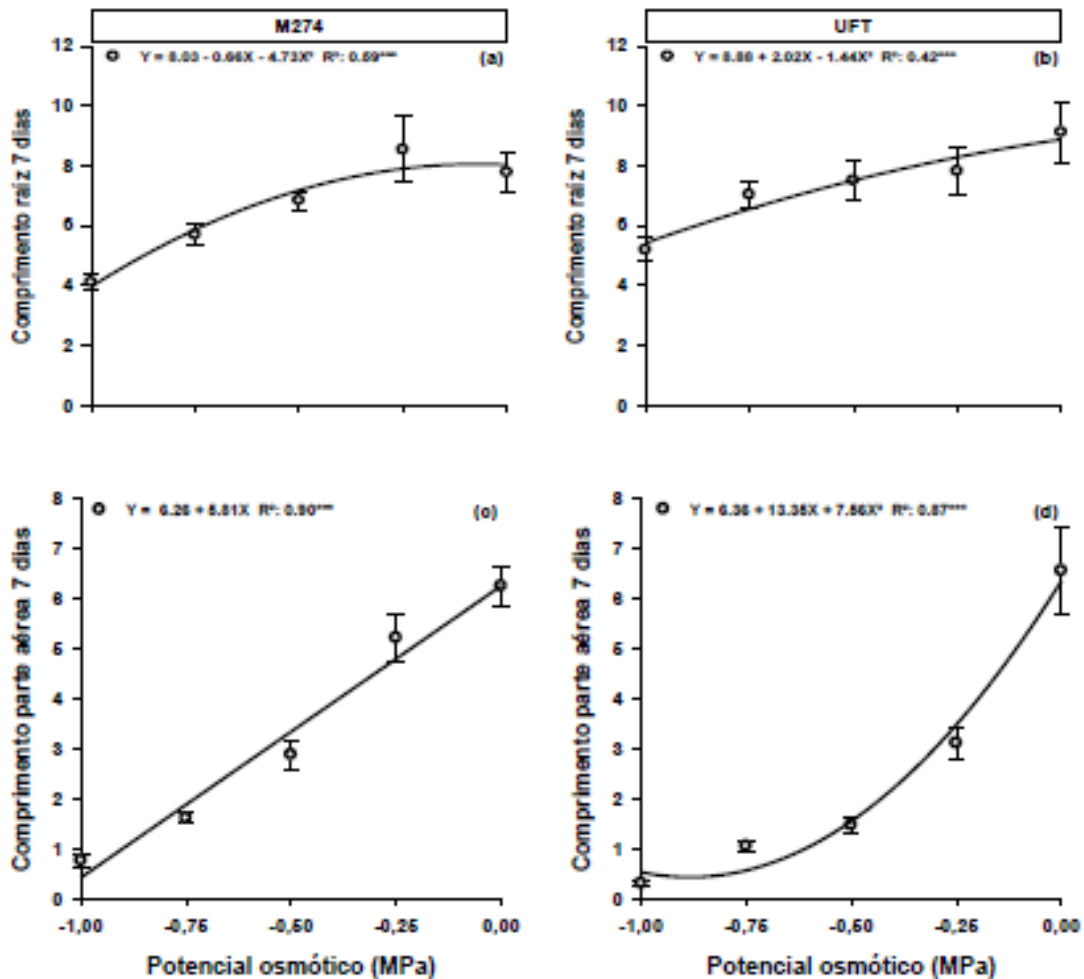 M274
UFT
12
10
8
6
4
2
0
Comprimento raíz 7 dias
Y = 8.03 - 0.66X - 4.73X² R²: 0.59***
(a)
12
10
8
6
4
2
0
Comprimento raíz 7 dias
Y = 8.88 + 2.02X - 1.44X² R²: 0.42***
(b)
8
7
6
5
4
3
2
1
0
Comprimento parte aérea 7 dias
Y = 6.26 + 5.81X R²: 0.90***
(c)
-1,00 -0,75 -0,50 -0,25 0,00
Potencial osmótico (MPa)
8
7
6
5
4
3
2
1
0
Comprimento parte aérea 7 dias
Y = 6.36 + 13.35X + 7.56X² R²: 0.87***
(d)
-1,00 -0,75 -0,50 -0,25 0,00
Potencial osmótico (MPa)